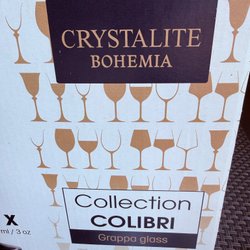 CRYSTALITE
BOHEMIA
Collection
COLIBRI
Grappa glass
X
ml / 3 oz